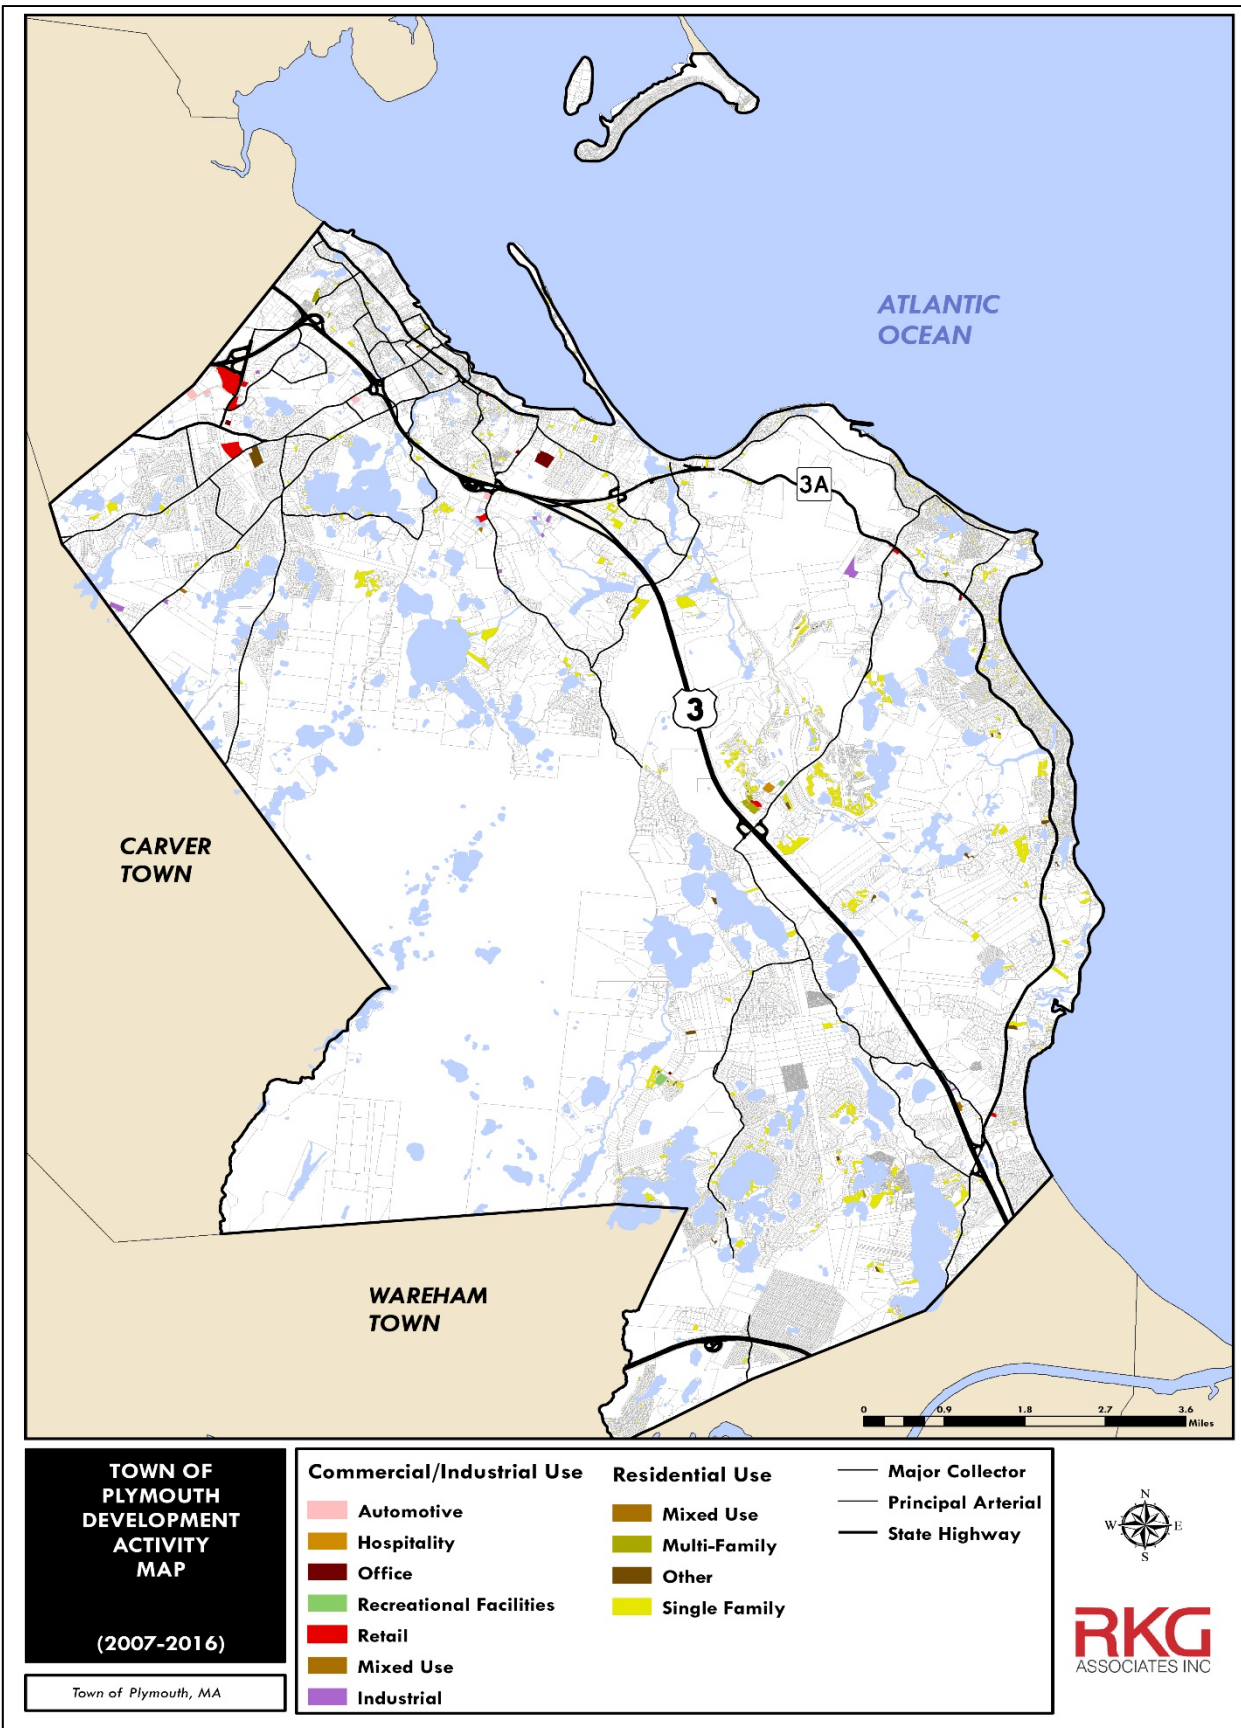 ATLANTIC
OCEAN
3A
3
CARVER
TOWN
WAREHAM
TOWN
0 0.9 1.8 2.7 3.6
Miles
TOWN OF
PLYMOUTH
DEVELOPMENT
ACTIVITY
MAP
(2007-2016)
Town of Plymouth, MA
Commercial/Industrial Use
Automotive
Hospitality
Office
Recreational Facilities
Retail
Mixed Use
Industrial
Residential Use
Mixed Use
Multi-Family
Other
Single Family
Major Collector
Principal Arterial
State Highway
N
W E
S
RKG
ASSOCIATES INC